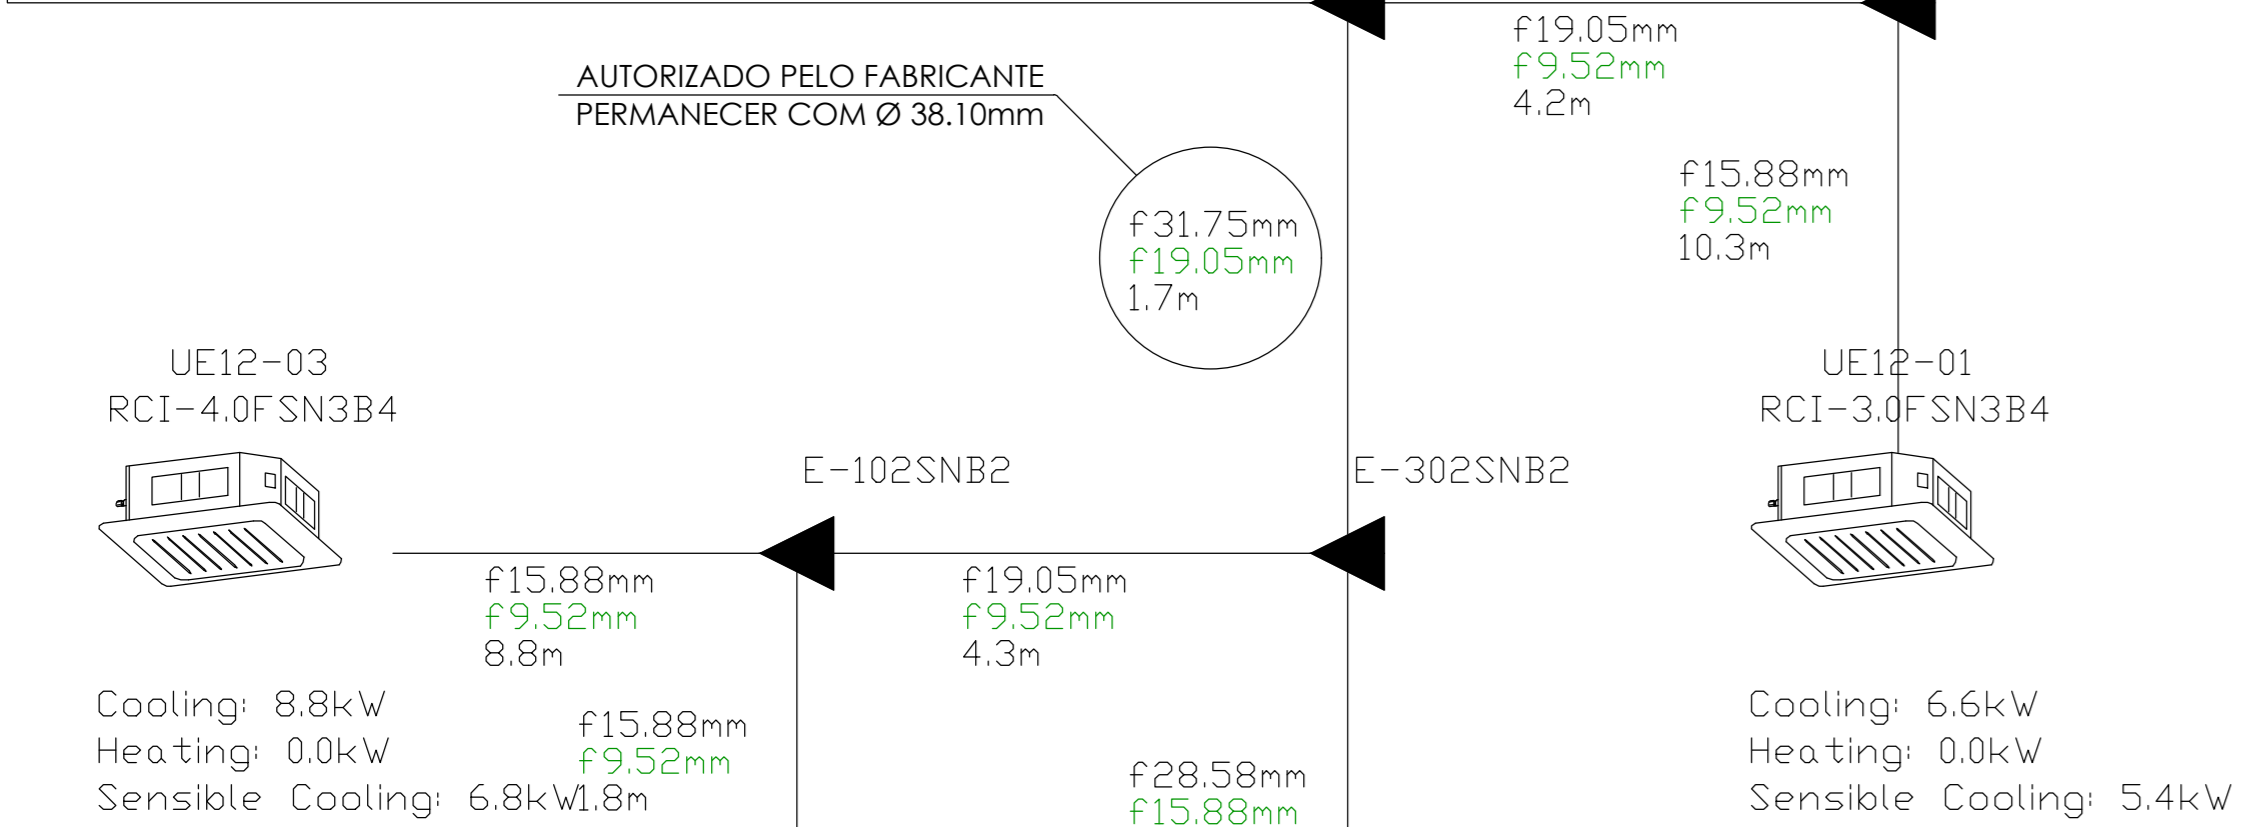 f19.05mm
f9.52mm
4.2m
AUTORIZADO PELO FABRICANTE
PERMANECER COM Ø 38.10mm
f15.88mm
f9.52mm
10.3m
f31.75mm
f19.05mm
1.7m
UE12-03
RCI-4.0FSN3B4
UE12-01
RCI-3.0FSN3B4
E-102SNB2
E-302SNB2
f15.88mm
f9.52mm
8.8m
f19.05mm
f9.52mm
4.3m
Cooling: 8.8kW
Heating: 0.0kW
Sensible Cooling: 6.8kW
f15.88mm
f9.52mm
1.8m
f28.58mm
f15.88mm
Cooling: 6.6kW
Heating: 0.0kW
Sensible Cooling: 5.4kW